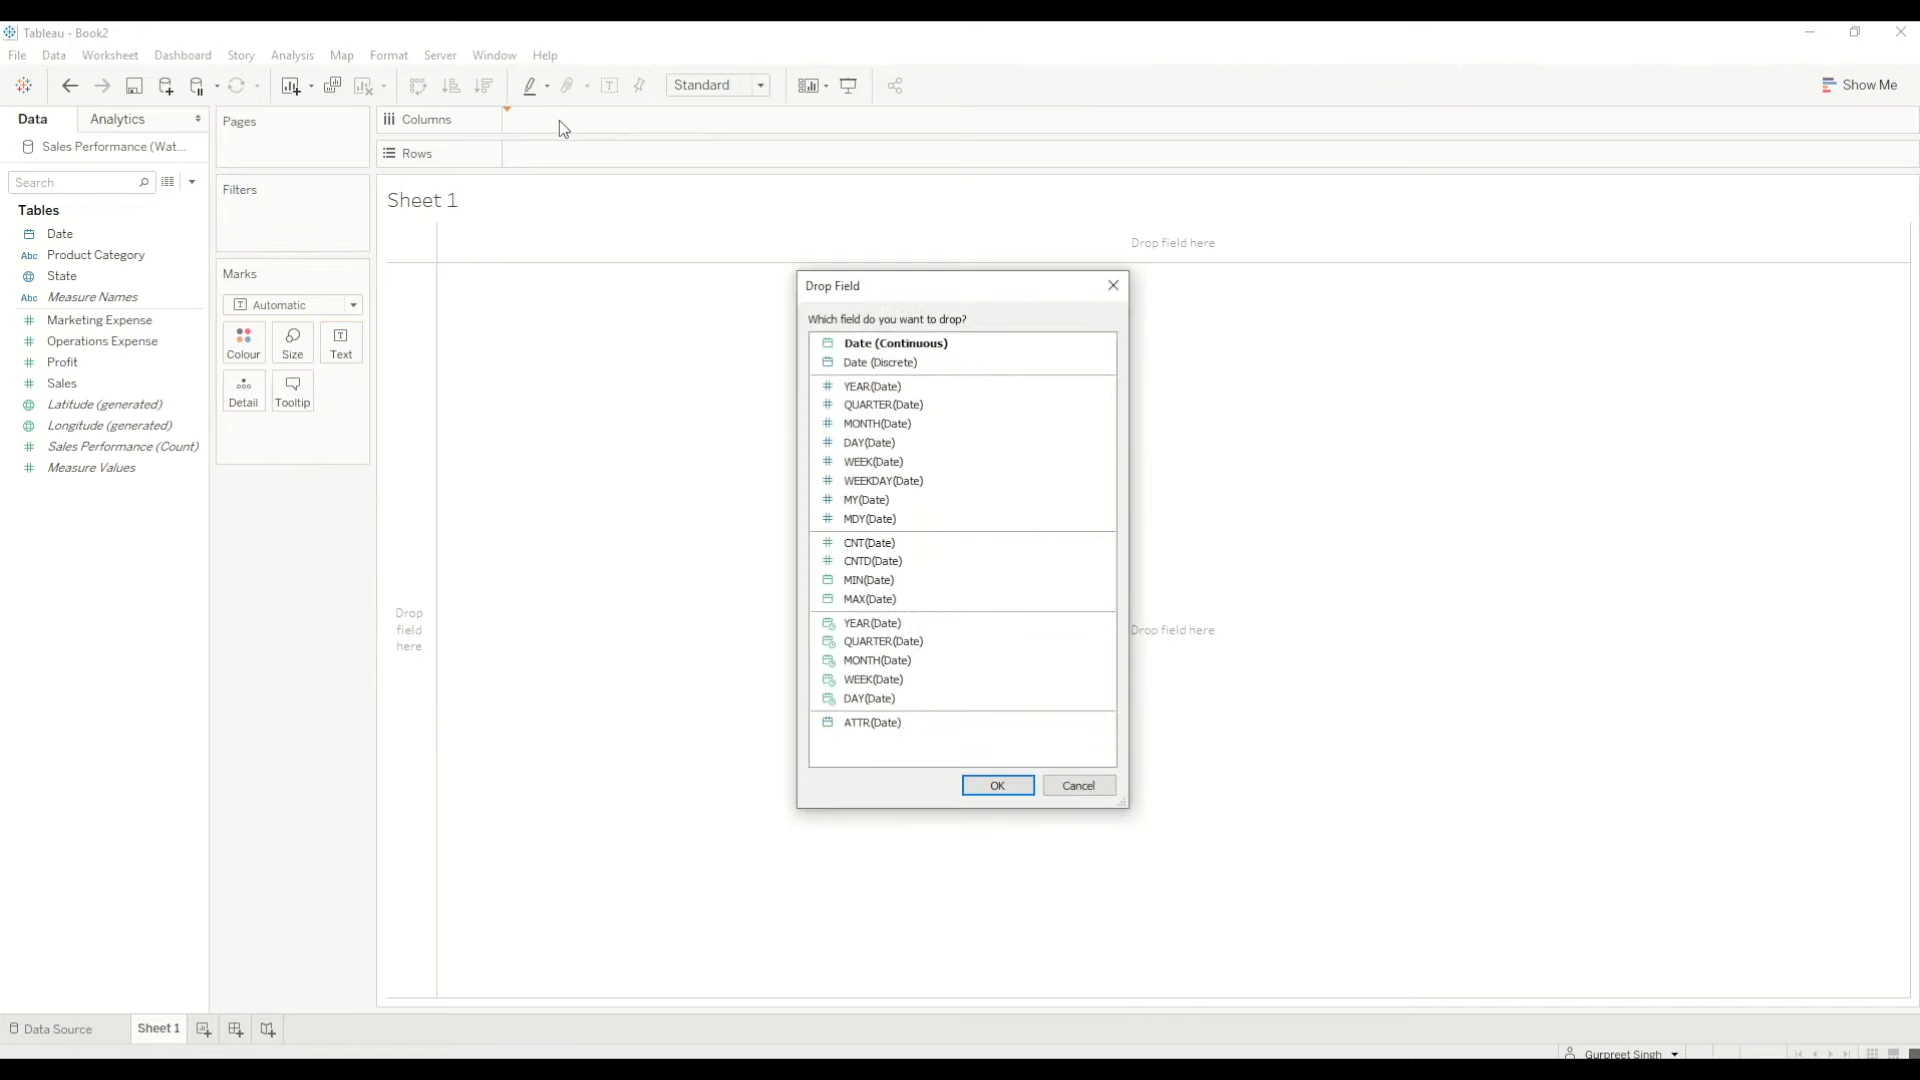 Tableau - Book2
File Data Worksheet Dashboard Story Analysis Map Format Server Window Help
Standard
Show Me
Data
Analytics
Sales Performance (Wat...
Search
Tables
Date
Abc Product Category
State
Abc Measure Names
Marketing Expense
Operations Expense
Profit
Sales
Latitude (generated)
Longitude (generated)
Sales Performance (Count)
Measure Values
Pages
Filters
Marks
Automatic
Colour Size Text
Detail Tooltip
Columns
Rows
Sheet 1
Drop field here
Drop
field
here
Drop field here
Drop Field
Which field do you want to drop?
Date (Continuous)
Date (Discrete)
YEAR(Date)
QUARTER(Date)
MONTH(Date)
DAY(Date)
WEEK(Date)
WEEKDAY(Date)
MY(Date)
MDY(Date)
CNT(Date)
CNTD(Date)
MIN(Date)
MAX(Date)
YEAR(Date)
QUARTER(Date)
MONTH(Date)
WEEK(Date)
DAY(Date)
ATTR(Date)
OK Cancel
Data Source
Sheet 1
Gurpreet Singh